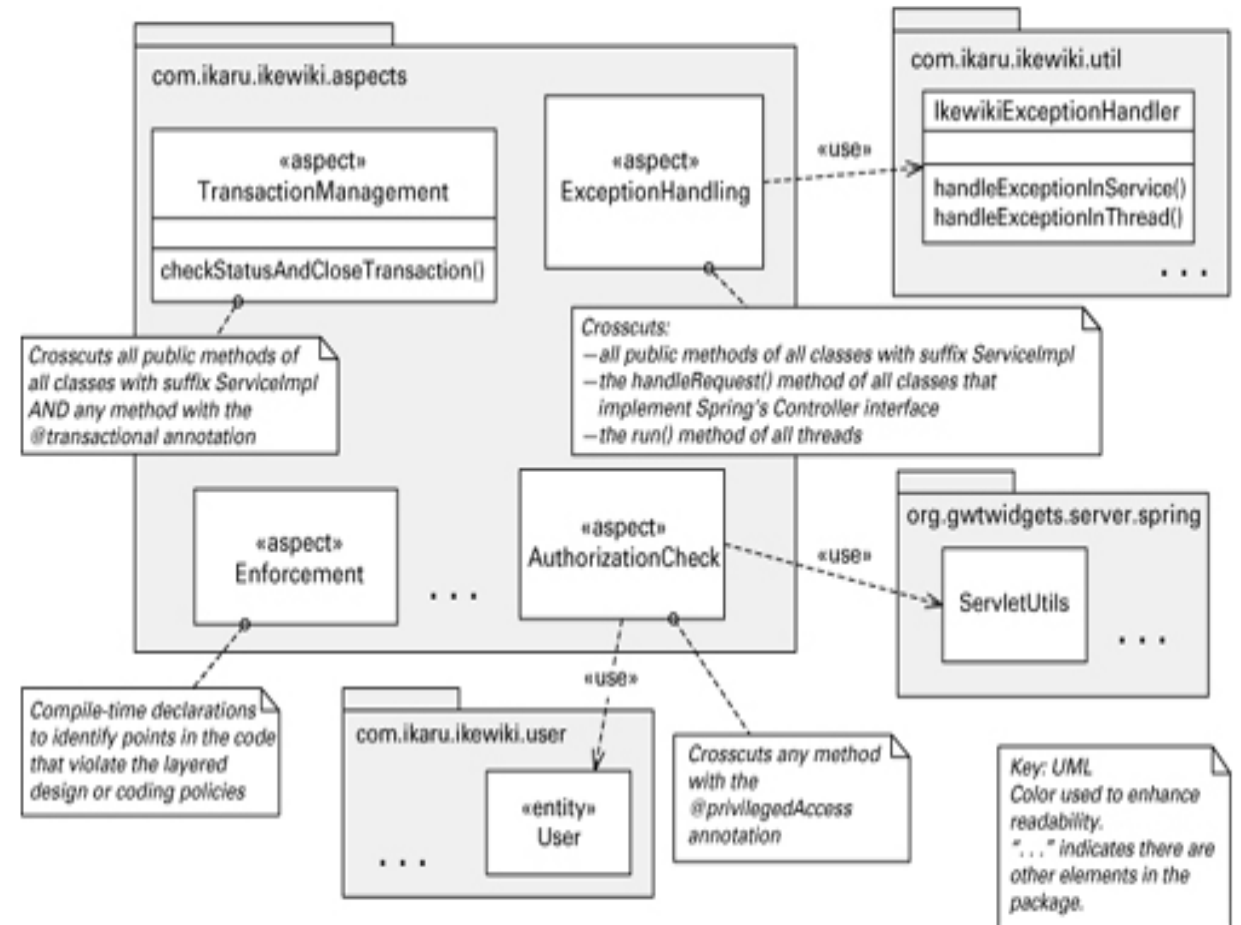 com.ikaru.ikewiki.aspects
«aspect»
TransactionManagement
checkStatusAndCloseTransaction()
«aspect»
ExceptionHandling
«use»
com.ikaru.ikewiki.util
IkewikiExceptionHandler
handleExceptionInService()
handleExceptionInThread()
. . .
Crosscuts all public methods of
all classes with suffix ServiceImpl
AND any method with the
@transactional annotation
Crosscuts:
–all public methods of all classes with suffix ServiceImpl
–the handleRequest() method of all classes that
implement Spring's Controller interface
–the run() method of all threads
«aspect»
Enforcement
. . .
«aspect»
AuthorizationCheck
«use»
org.gwtwidgets.server.spring
ServletUtils
. . .
«use»
Compile-time declarations
to identify points in the code
that violate the layered
design or coding policies
com.ikaru.ikewiki.user
«entity»
User
. . .
Crosscuts any method
with the
@privilegedAccess
annotation
Key: UML
Color used to enhance
readability.
". . ." indicates there are
other elements in the
package.